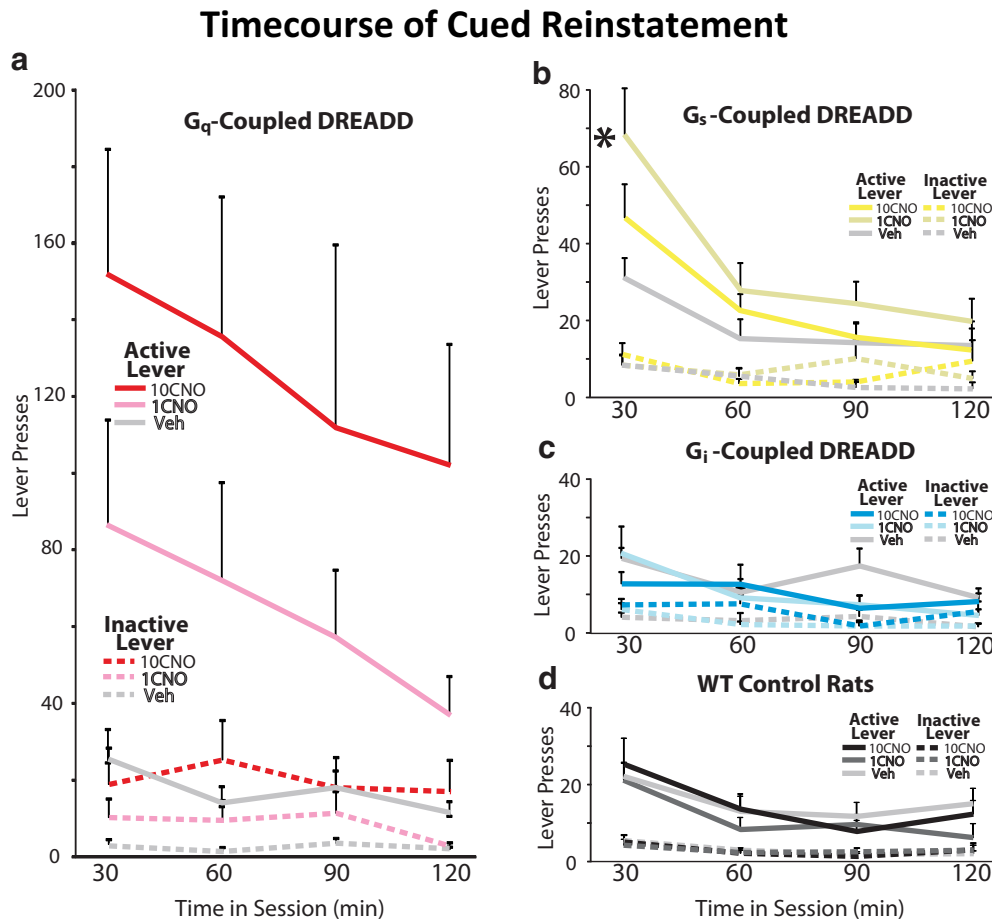 Timecourse of Cued Reinstatement
a
200
160
120
80
40
0
Gq-Coupled DREADD
Lever Presses
Active
Lever
10CNO
1CNO
Veh
Inactive
Lever
10CNO
1CNO
Veh
30 60 90 120
Time in Session (min)
b
80
60
40
20
0
Gs-Coupled DREADD
*
Lever Presses
Active Inactive
Lever Lever
10CNO 10CNO
1CNO 1CNO
Veh Veh
30 60 90 120
c
40
20
0
Gi-Coupled DREADD
Lever Presses
Active Inactive
Lever Lever
10CNO 10CNO
1CNO 1CNO
Veh Veh
30 60 90 120
d
40
20
0
WT Control Rats
Lever Presses
Active Inactive
Lever Lever
10CNO 10CNO
1CNO 1CNO
Veh Veh
30 60 90 120
Time in Session (min)